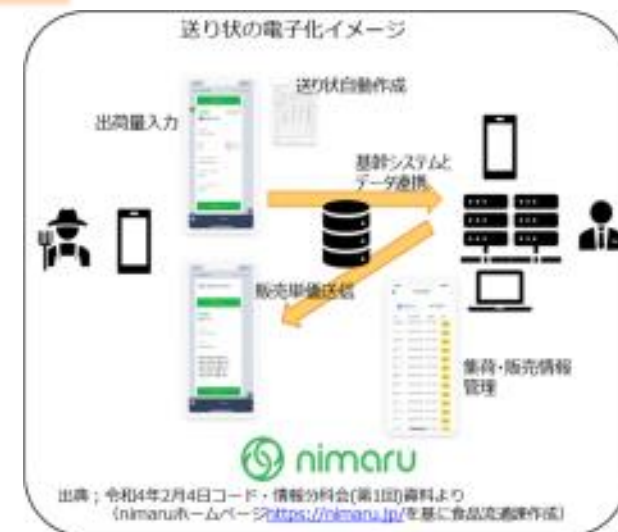 送り状の電子化イメージ
送り状自動作成
出荷量入力
基幹システムと
データ連携
販売単価送信
集荷・販売情報
管理
nimaru
出典；令和4年2月4日コード・情報分科会(第1回)資料より
（nimaruホームページhttps://nimaru.jp/を基に食品流通課作成）